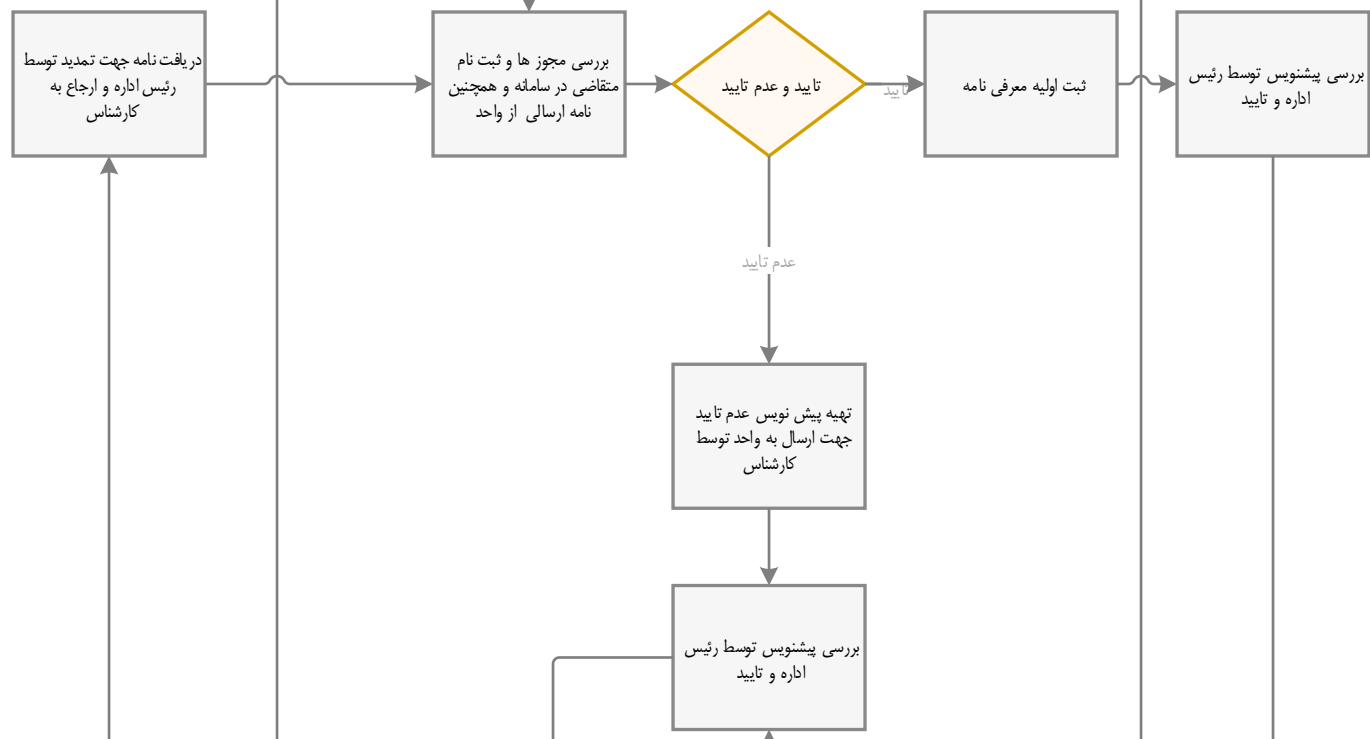 دریافت نامه جهت تمدید توسط
رئیس اداره و ارجاع به
کارشناس
بررسی مجوز ها و ثبت نام
متقاضی در سامانه و همچنین
نامه ارسالی از واحد
تایید و عدم تایید
تایید
ثبت اولیه معرفی نامه
بررسی پیشنویس توسط رئیس
اداره و تایید
عدم تایید
تهیه پیش نویس عدم تایید
جهت ارسال به واحد توسط
کارشناس
بررسی پیشنویس توسط رئیس
اداره و تایید